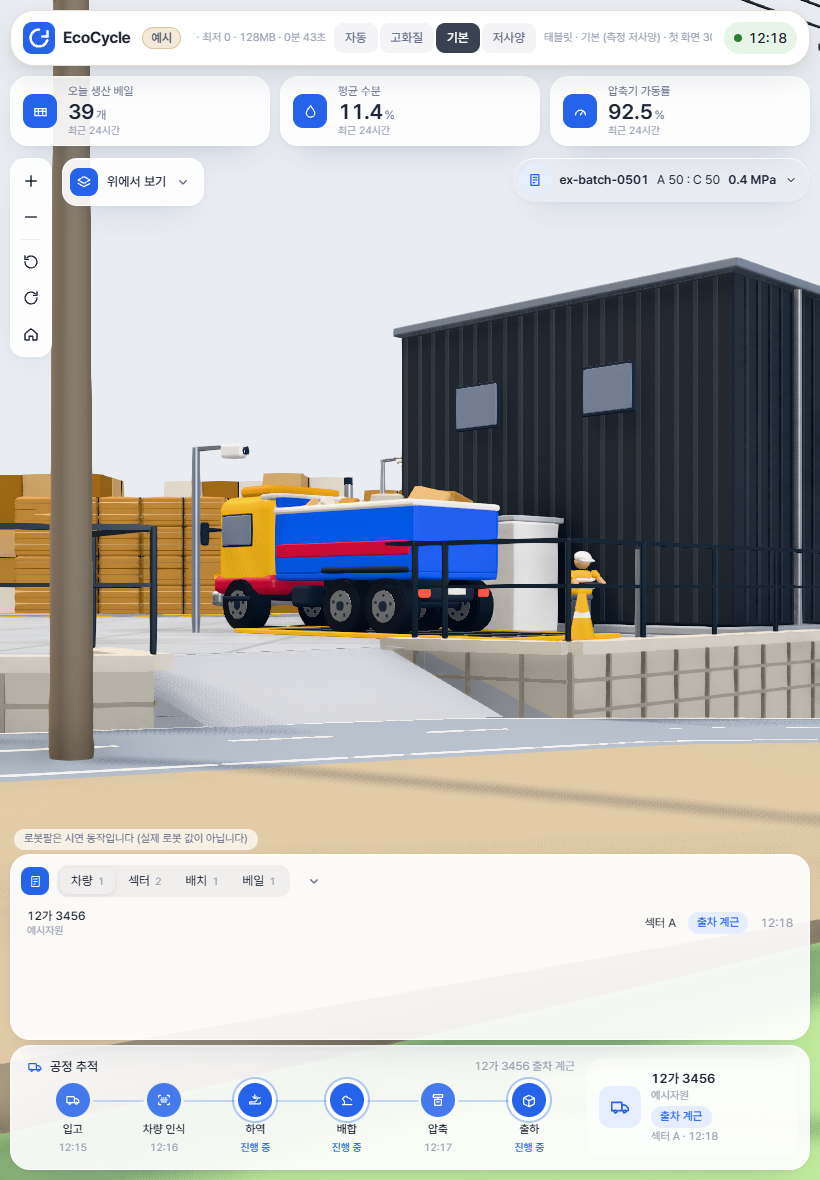 EcoCycle
예시
· 최저 0 · 128MB · 0분 43초
자동
고화질
기본
저사양
태블릿 · 기본 (측정 저사양) · 첫 화면
12:18
오늘 생산 베일
39개
최근 24시간
평균 수분
11.4%
최근 24시간
압축기 가동률
92.5%
최근 24시간
위에서 보기
ex-batch-0501 A 50 : C 50 0.4 MPa
로봇팔은 시연 동작입니다 (실제 로봇 값이 아닙니다)
차량 1
섹터 2
배치 1
베일 1
12가 3456
예시자원
섹터 A
출차 계근
12:18
공정 추적
12가 3456 출차 계근
입고
12:15
차량 인식
12:16
하역
진행 중
배합
진행 중
압축
12:17
출하
진행 중
12가 3456
예시자원
출차 계근
섹터 A · 12:18